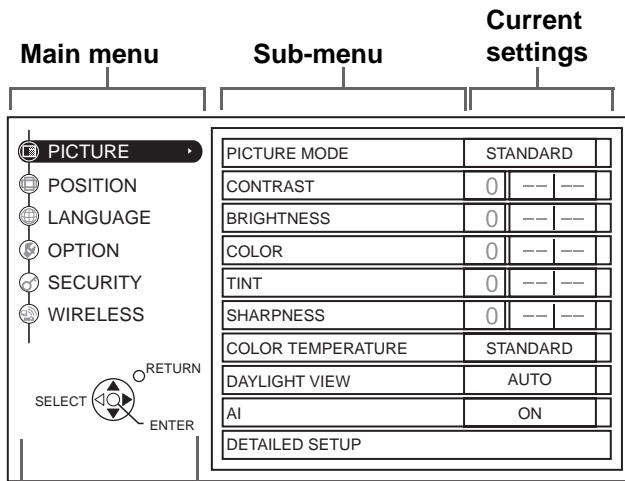 Main menu
Sub-menu
Current
settings
PICTURE
POSITION
LANGUAGE
OPTION
SECURITY
WIRELESS
RETURN
SELECT
ENTER
PICTURE MODE STANDARD
CONTRAST 0
BRIGHTNESS 0
COLOR 0
TINT 0
SHARPNESS 0
COLOR TEMPERATURE STANDARD
DAYLIGHT VIEW AUTO
AI ON
DETAILED SETUP